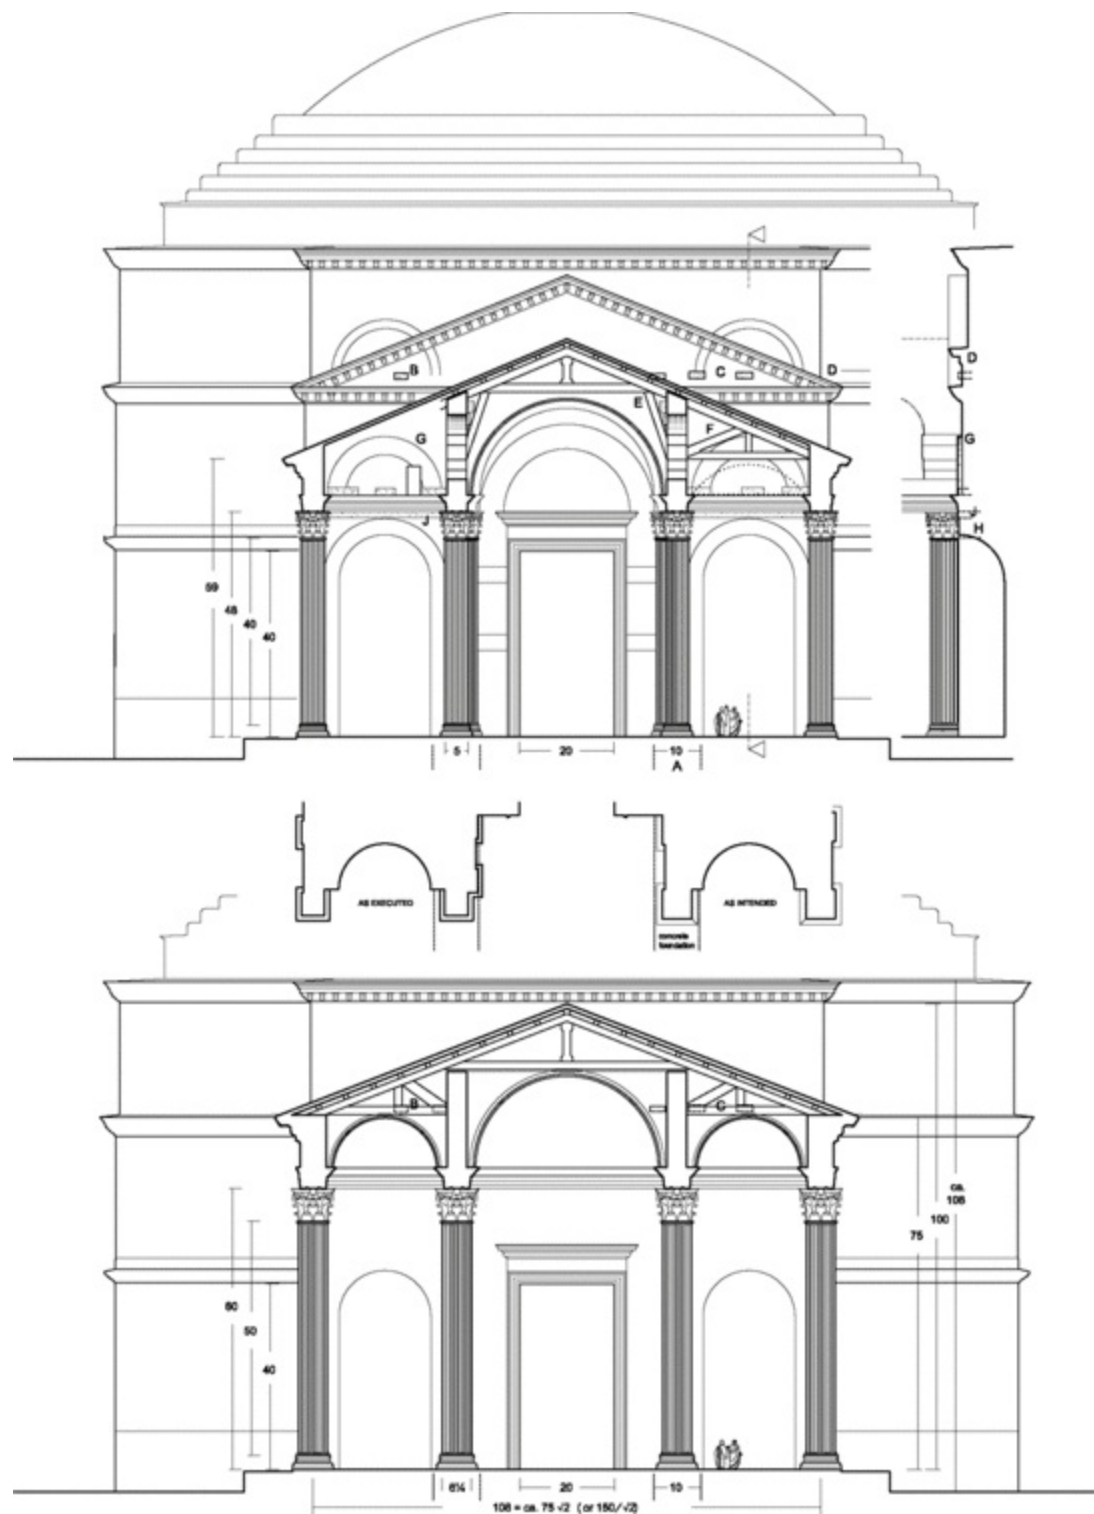 B
C
D
D
E
F
G
G
J
J
H
59
48
40
40
5
20
10
A
AS EXECUTED
AS INTENDED
concrete
foundation
B
C
ca.
108
100
75
60
50
40
6¼
20
10
108 = ca. 75 √2 ( or 150/√2)